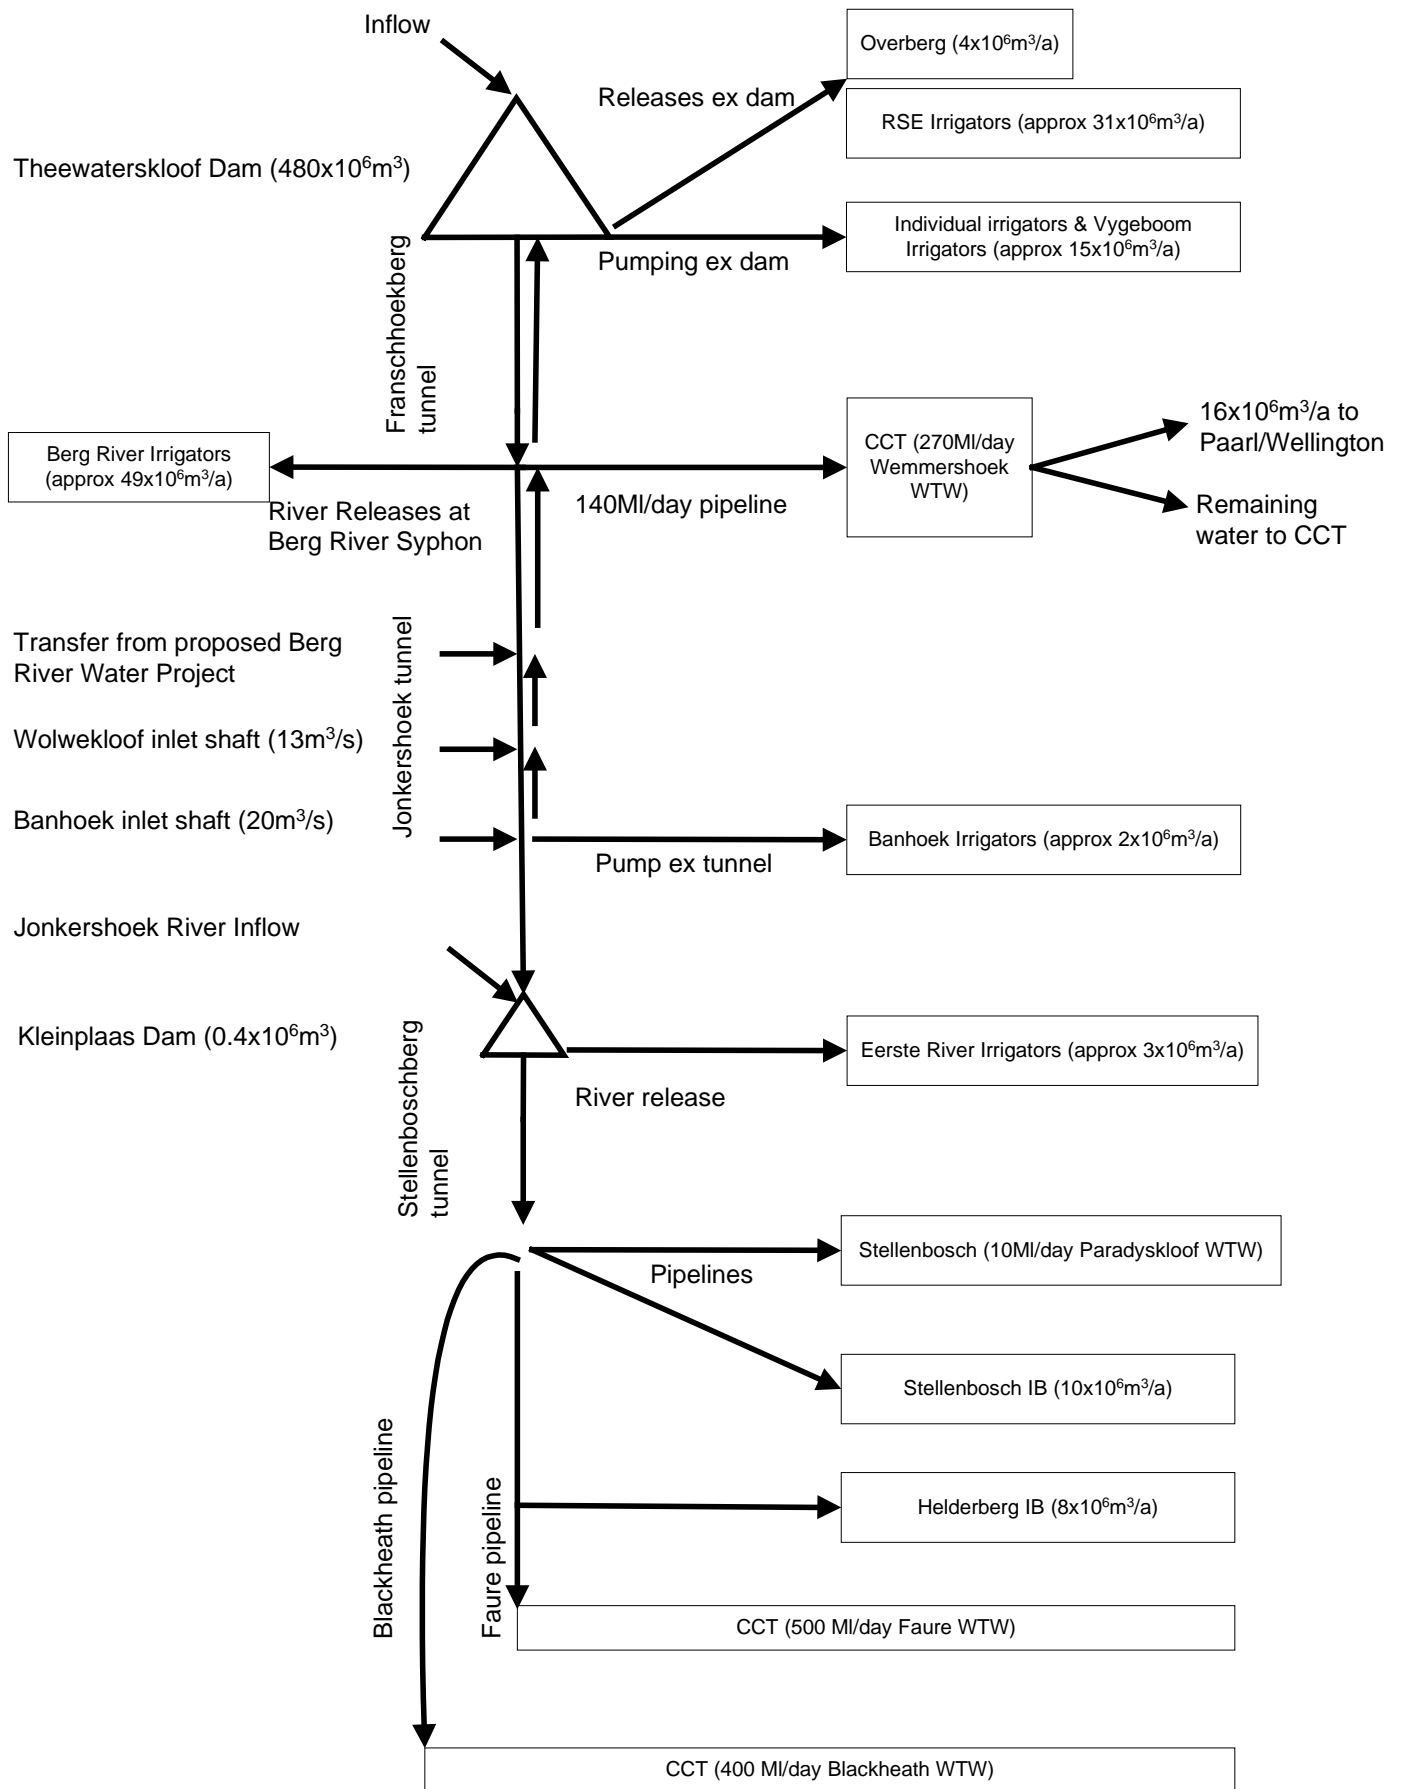 Inflow
Overberg (4x10⁶m³/a)
Releases ex dam
RSE Irrigators (approx 31x10⁶m³/a)
Theewaterskloof Dam (480x10⁶m³)
Individual irrigators & Vygeboom
Irrigators (approx 15x10⁶m³/a)
Pumping ex dam
Franschhoekberg
tunnel
16x10⁶m³/a to
Paarl/Wellington
CCT (270Ml/day
Wemmershoek
WTW)
Berg River Irrigators
(approx 49x10⁶m³/a)
140Ml/day pipeline
River Releases at
Berg River Syphon
Remaining
water to CCT
Transfer from proposed Berg
River Water Project
Jonkershoek tunnel
Wolwekloof inlet shaft (13m³/s)
Banhoek inlet shaft (20m³/s)
Banhoek Irrigators (approx 2x10⁶m³/a)
Pump ex tunnel
Jonkershoek River Inflow
Kleinplaas Dam (0.4x10⁶m³)
Eerste River Irrigators (approx 3x10⁶m³/a)
River release
Stellenboschberg
tunnel
Stellenbosch (10Ml/day Paradyskloof WTW)
Pipelines
Stellenbosch IB (10x10⁶m³/a)
Blackheath pipeline
Faure pipeline
Helderberg IB (8x10⁶m³/a)
CCT (500 Ml/day Faure WTW)
CCT (400 Ml/day Blackheath WTW)